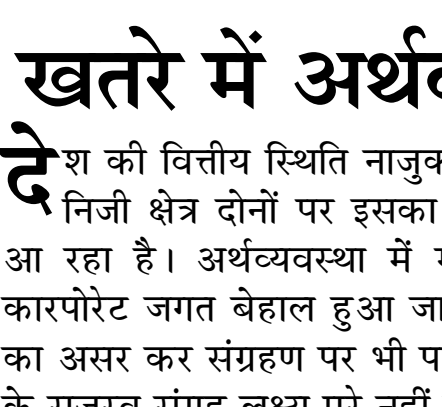 खतरे में
देश की वित्तीय स्थिति
निजी क्षेत्र दोनों पर इसका
आ रहा है। अर्थव्यवस्था में
कारपोरेट जगत बेहाल हुआ
का असर कर संग्रहण पर भी